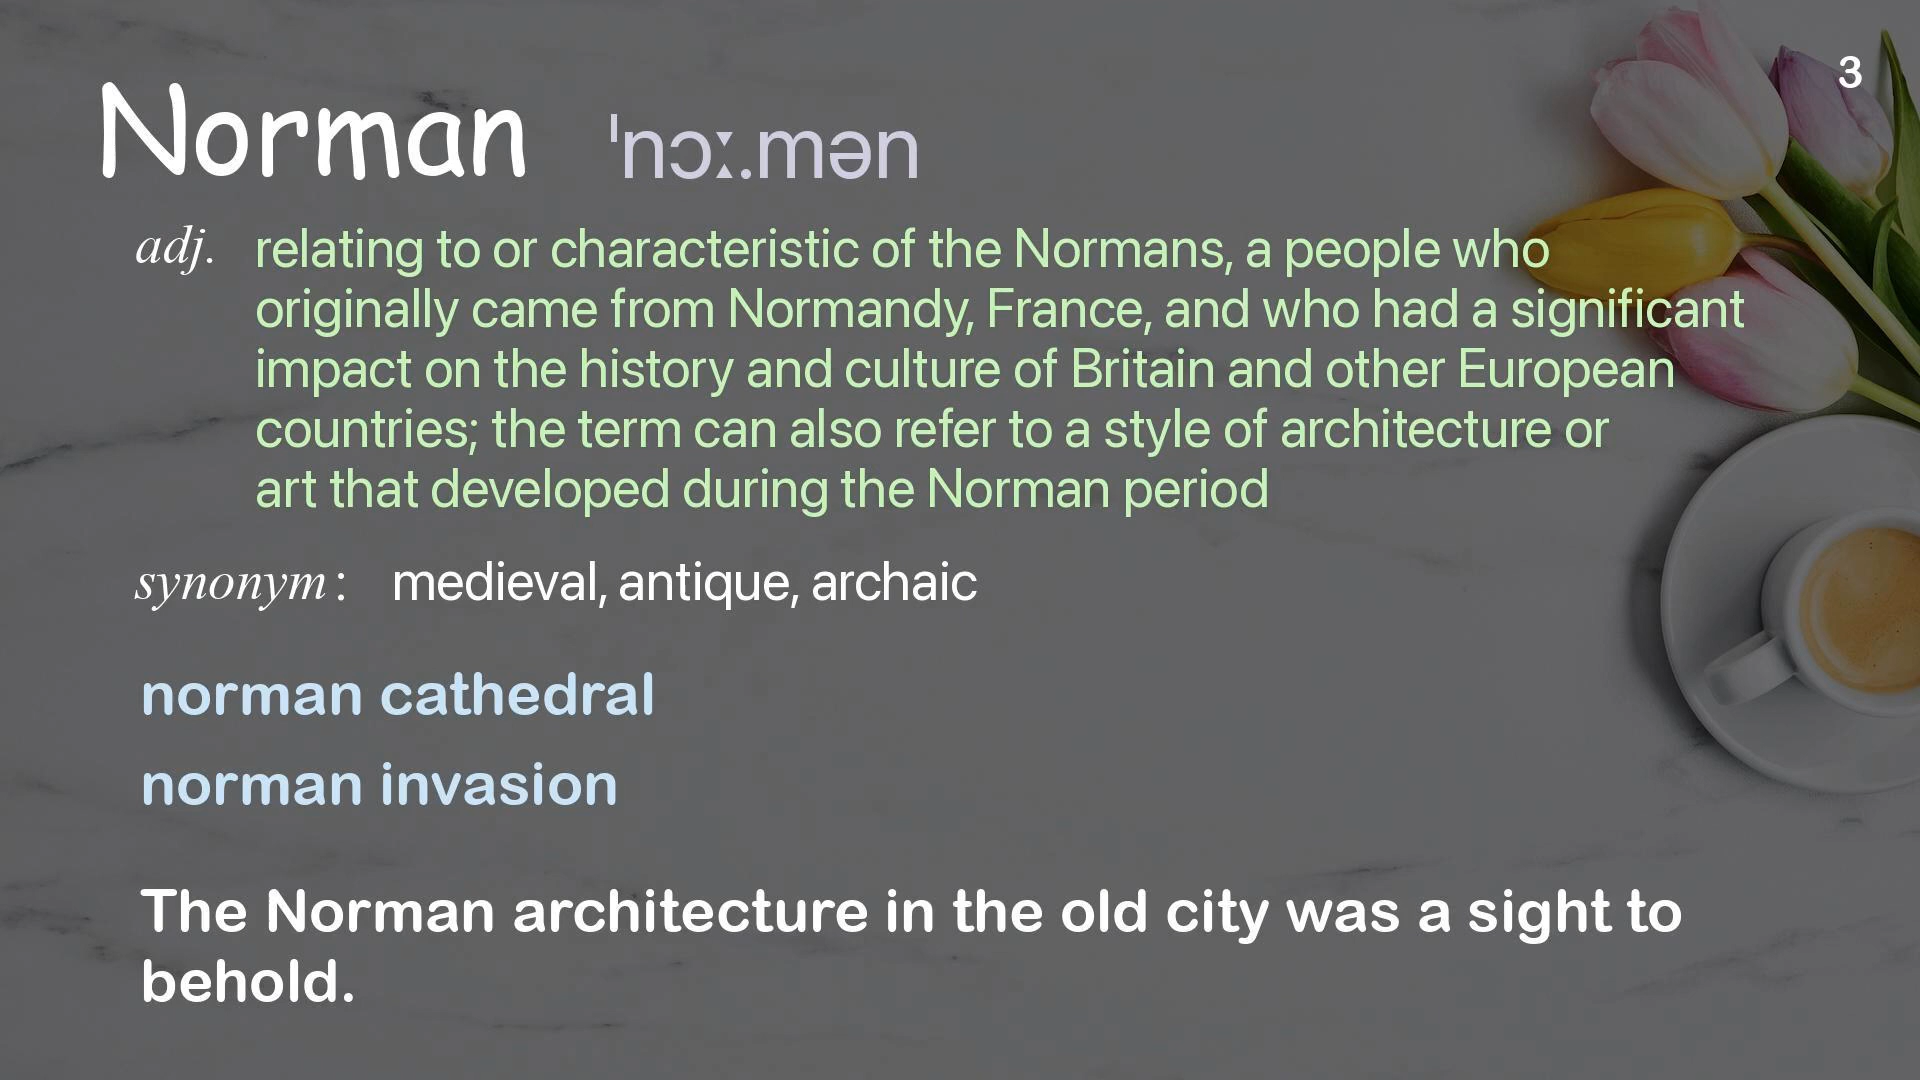 3
Norman ˈnɔː.mən
adj. relating to or characteristic of the Normans, a people who
originally came from Normandy, France, and who had a significant
impact on the history and culture of Britain and other European
countries; the term can also refer to a style of architecture or
art that developed during the Norman period
synonym: medieval, antique, archaic
norman cathedral
norman invasion
The Norman architecture in the old city was a sight to
behold.